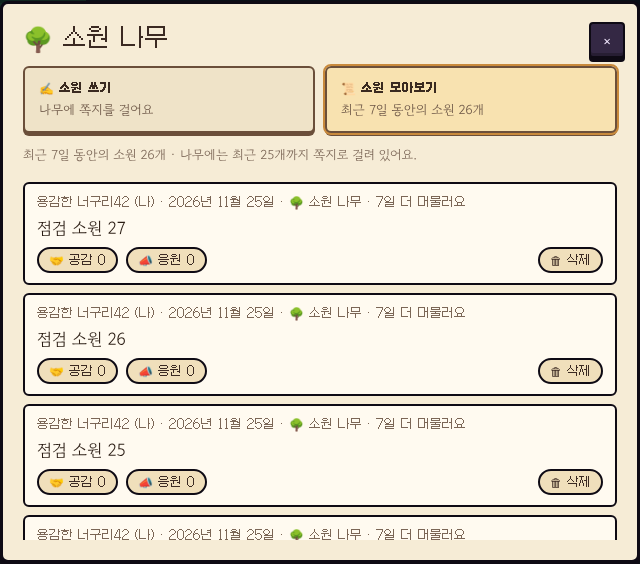 🌳 소원 나무
×
✍️ 소원 쓰기
나무에 쪽지를 걸어요
📜 소원 모아보기
최근 7일 동안의 소원 26개
최근 7일 동안의 소원 26개 · 나무에는 최근 25개까지 쪽지로 걸려 있어요.
용감한 너구리42 (나) · 2026년 11월 25일 · 🌳 소원 나무 · 7일 더 머물러요
점검 소원 27
🤝 공감 0 📣 응원 0 🗑 삭제
용감한 너구리42 (나) · 2026년 11월 25일 · 🌳 소원 나무 · 7일 더 머물러요
점검 소원 26
🤝 공감 0 📣 응원 0 🗑 삭제
용감한 너구리42 (나) · 2026년 11월 25일 · 🌳 소원 나무 · 7일 더 머물러요
점검 소원 25
🤝 공감 0 📣 응원 0 🗑 삭제
용감한 너구리42 (나) · 2026년 11월 25일 · 🌳 소원 나무 · 7일 더 머물러요